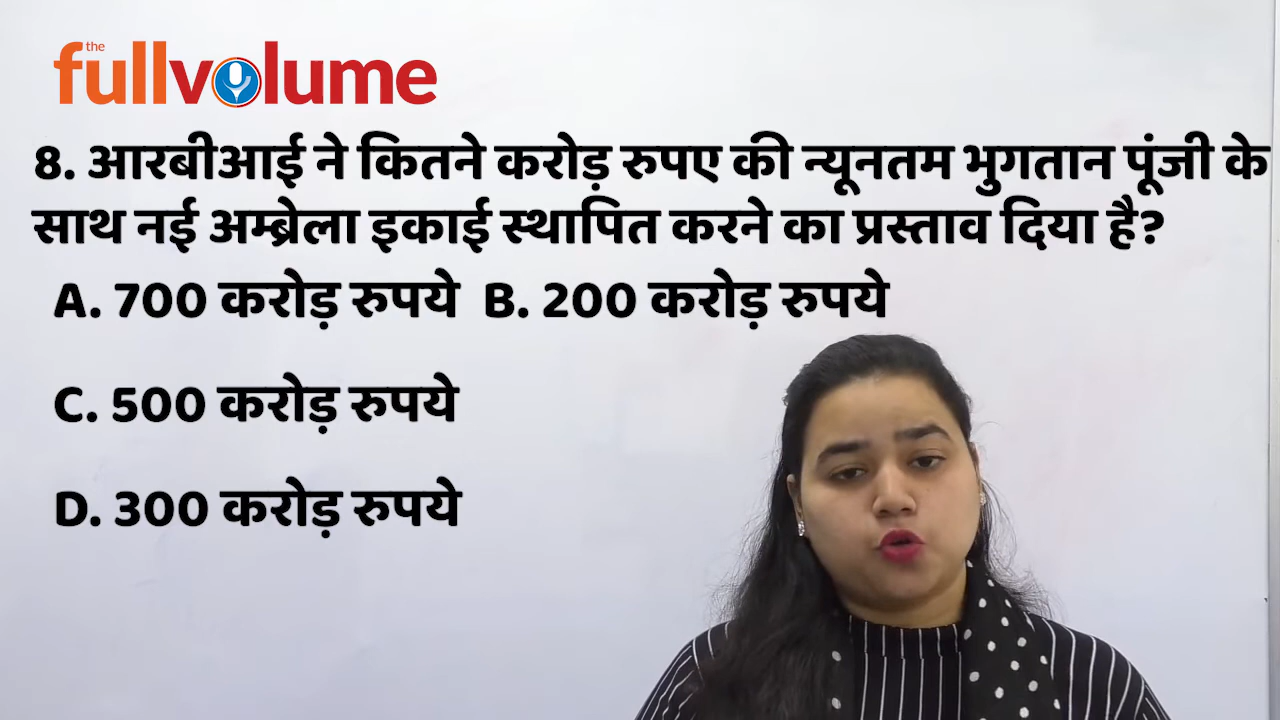 the
fullvolume
8. आरबीआई ने कितने करोड़ रुपए की न्यूनतम भुगतान पूंजी के
साथ नई अम्ब्रेला इकाई स्थापित करने का प्रस्ताव दिया है?
A. 700 करोड़ रुपये B. 200 करोड़ रुपये
C. 500 करोड़ रुपये
D. 300 करोड़ रुपये